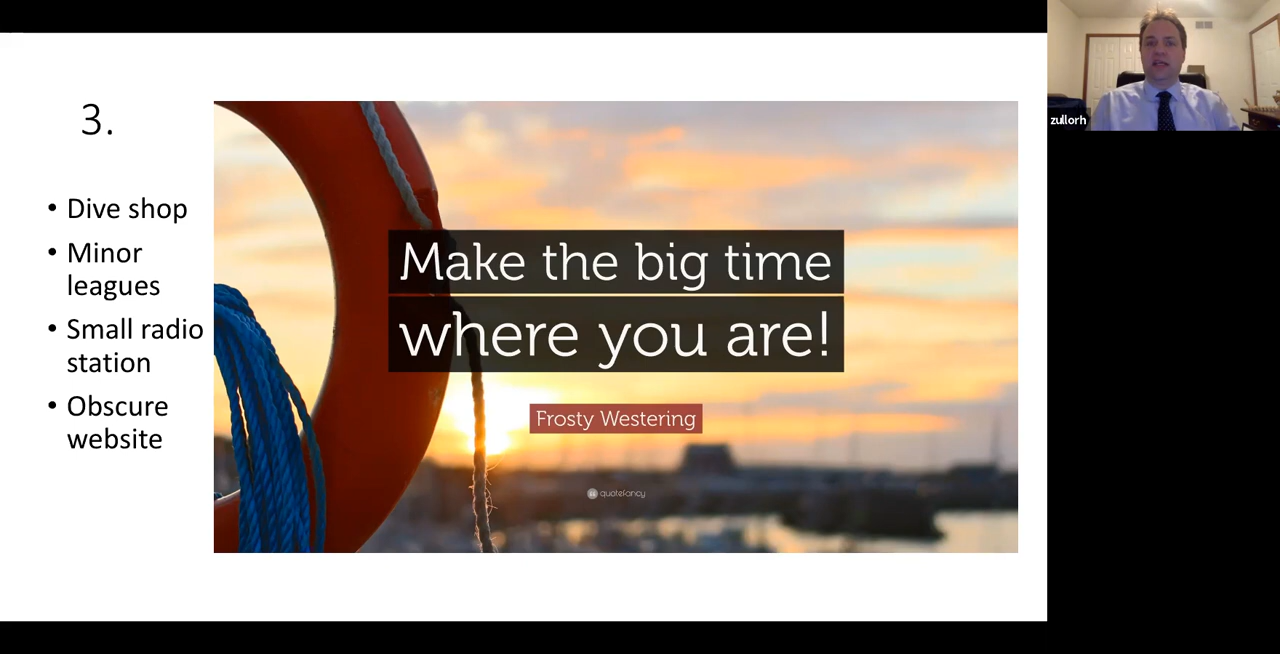 3.
• Dive shop
• Minor
leagues
• Small radio
station
• Obscure
website
Make the big time
where you are!
Frosty Westering
quotefancy
zullorh